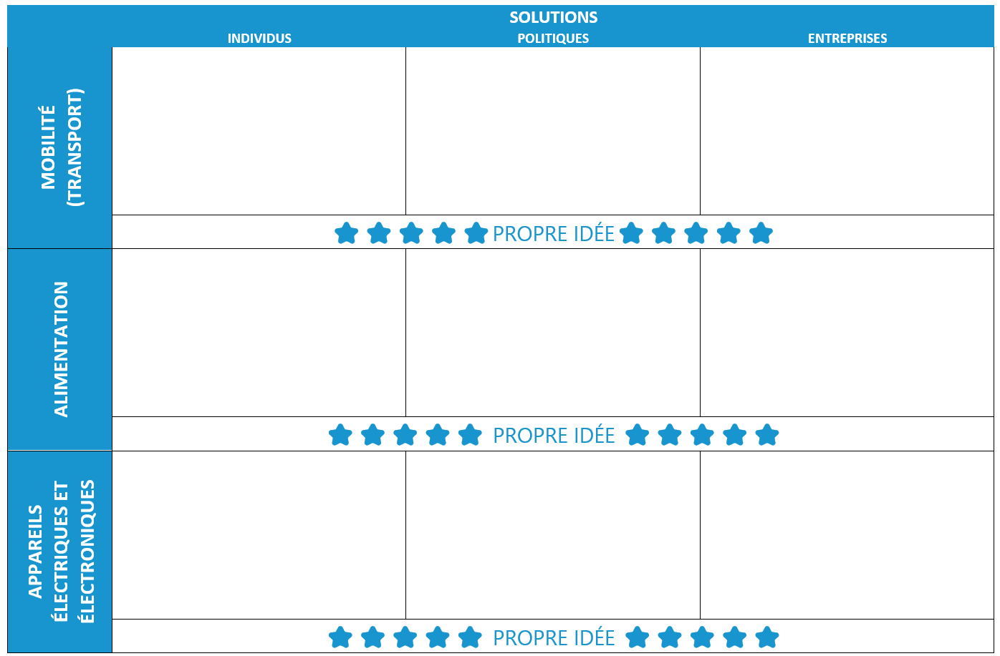 SOLUTIONS
INDIVIDUS POLITIQUES ENTREPRISES
MOBILITÉ
(TRANSPORT)
PROPRE IDÉE
ALIMENTATION
PROPRE IDÉE
APPAREILS
ÉLECTRIQUES ET
ÉLECTRONIQUES
PROPRE IDÉE